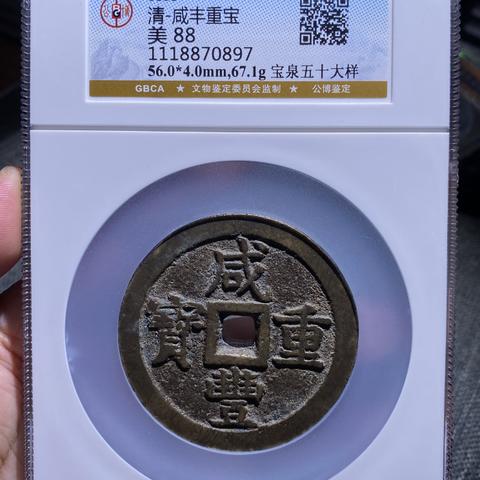 清-咸丰重宝
美 88
1118870897
56.0*4.0mm,67.1g 宝泉五十大样
GBCA ★ 文物鉴定委员会监制 ★ 公博鉴定
咸
寶 重
豐